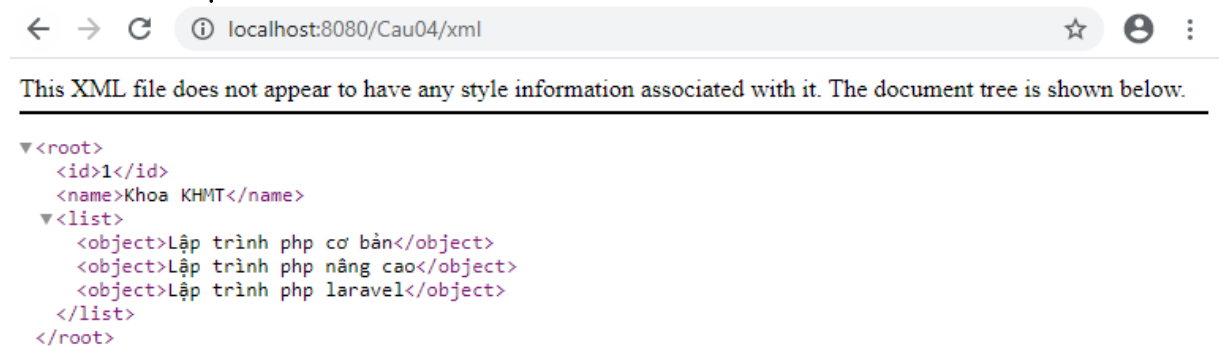 localhost:8080/Cau04/xml
This XML file does not appear to have any style information associated with it. The document tree is shown below.
▼<root>
<id>1</id>
<name>Khoa KHMT</name>
▼<list>
<object>Lập trình php cơ bản</object>
<object>Lập trình php nâng cao</object>
<object>Lập trình php laravel</object>
</list>
</root>